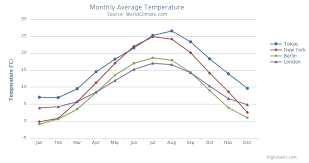 Monthly Average Temperature
Source: WorldClimate.com
Temperature (°C)
30
25
20
15
10
5
0
-5
Jan Feb Mar Apr May Jun Jul Aug Sep Oct Nov Dec
Tokyo
New York
Berlin
London
Highcharts.com